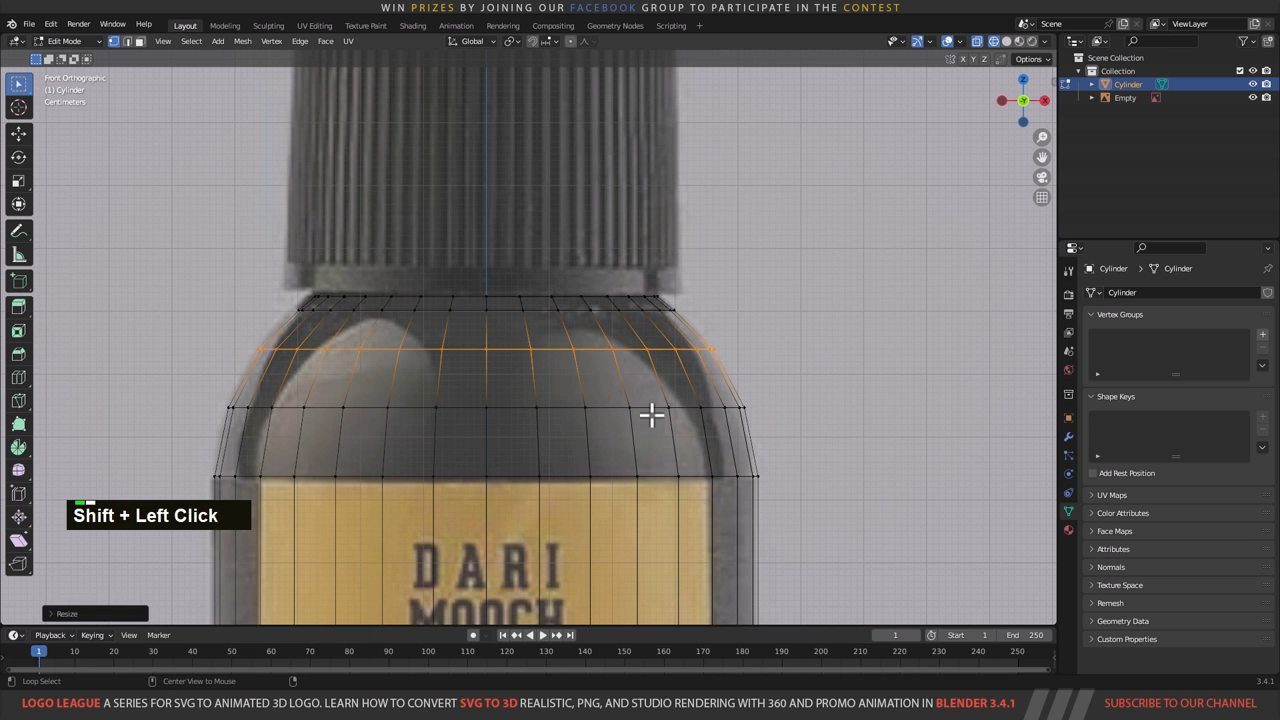 WIN PRIZES BY JOINING OUR FACEBOOK GROUP TO PARTICIPATE IN THE CONTEST
File Edit Render Window Help Layout Modeling Sculpting UV Editing Texture Paint Shading Animation Rendering Compositing Geometry Nodes Scripting Scene ViewLayer
Edit Mode View Select Add Mesh Vertex Edge Face UV Global
X Y Z Options
Front Orthographic
(1) Cylinder
Centimeters
Z
-Y X
Scene Collection
Collection
Cylinder
Empty
Cylinder Cylinder
Cylinder
Vertex Groups
Shape Keys
Add Rest Position
UV Maps
Color Attributes
Face Maps
Attributes
Normals
Texture Space
Remesh
Geometry Data
Custom Properties
Shift + Left Click
DARI
MOOCH
Resize
Playback Keying View Marker 1 Start 1 End 250
1 10 20 30 40 50 60 70 80 90 100 110 120 130 140 150 160 170 180 190 200 210 220 230 240 250
Loop Select Center View to Mouse 3.4.1
LOGO LEAGUE A SERIES FOR SVG TO ANIMATED 3D LOGO. LEARN HOW TO CONVERT SVG TO 3D REALISTIC, PNG, AND STUDIO RENDERING WITH 360 AND PROMO ANIMATION IN BLENDER 3.4.1 SUBSCRIBE TO OUR CHANNEL